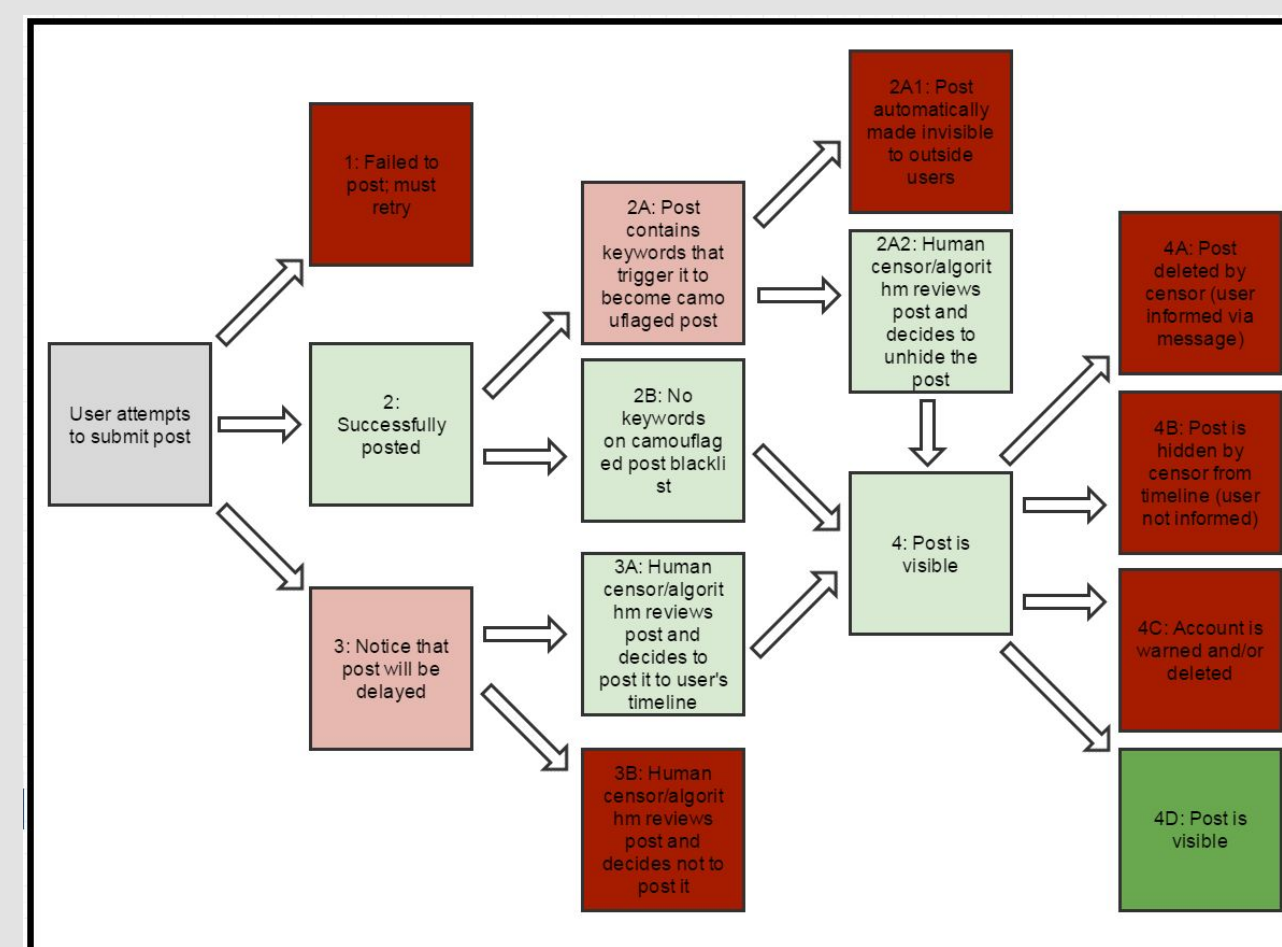 User attempts
to submit post
1: Failed to
post; must
retry
2:
Successfully
posted
3: Notice that
post will be
delayed
2A: Post
contains
keywords that
trigger it to
become camo
uflaged post
2B: No
keywords
on camouflag
ed post blackli
st
3A: Human
censor/algorit
hm reviews
post and
decides to
post it to user's
timeline
3B: Human
censor/algorit
hm reviews
post and
decides not to
post it
2A1: Post
automatically
made invisible
to outside
users
2A2: Human
censor/algorit
hm reviews
post and
decides to
unhide the
post
4: Post is
visible
4A: Post
deleted by
censor (user
informed via
message)
4B: Post is
hidden by
censor from
timeline (user
not informed)
4C: Account is
warned and/or
deleted
4D: Post is
visible